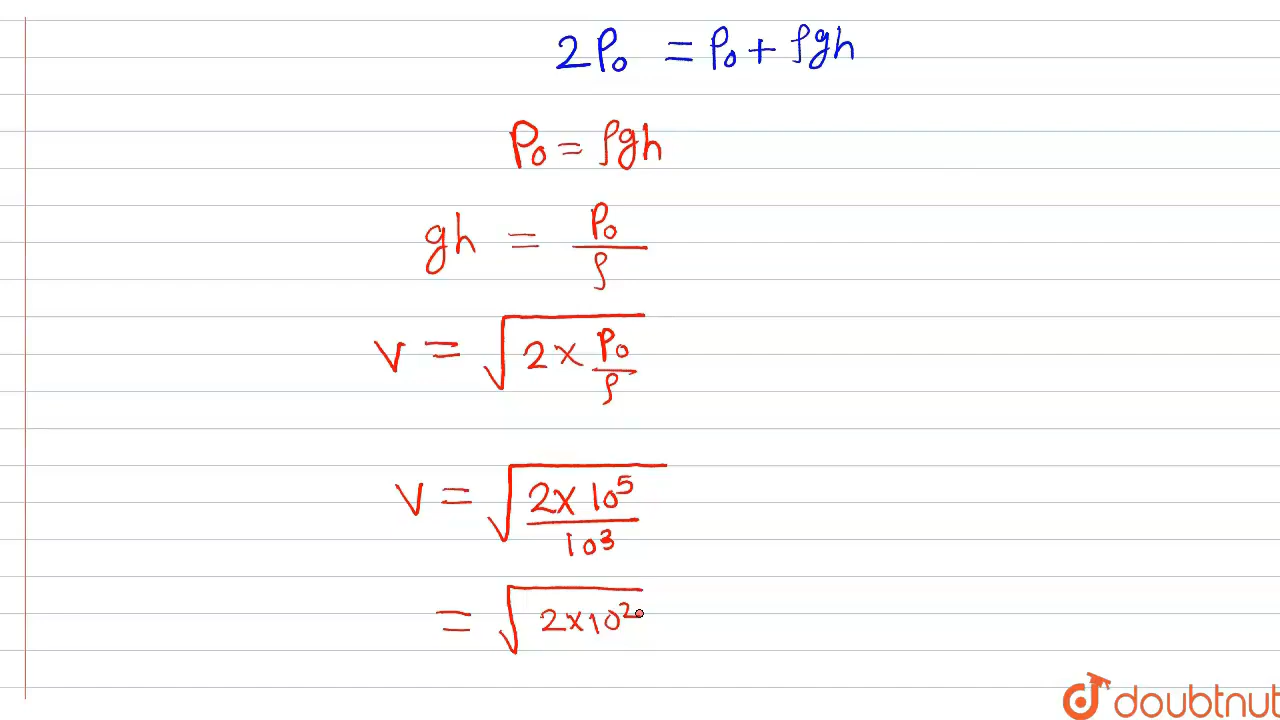 2P₀ = P₀ + ρgh
P₀ = ρgh
gh = P₀/ρ
v = √(2 × P₀/ρ)
v = √(2 × 10⁵/10³)
= √(2 × 10²)
doubtnut